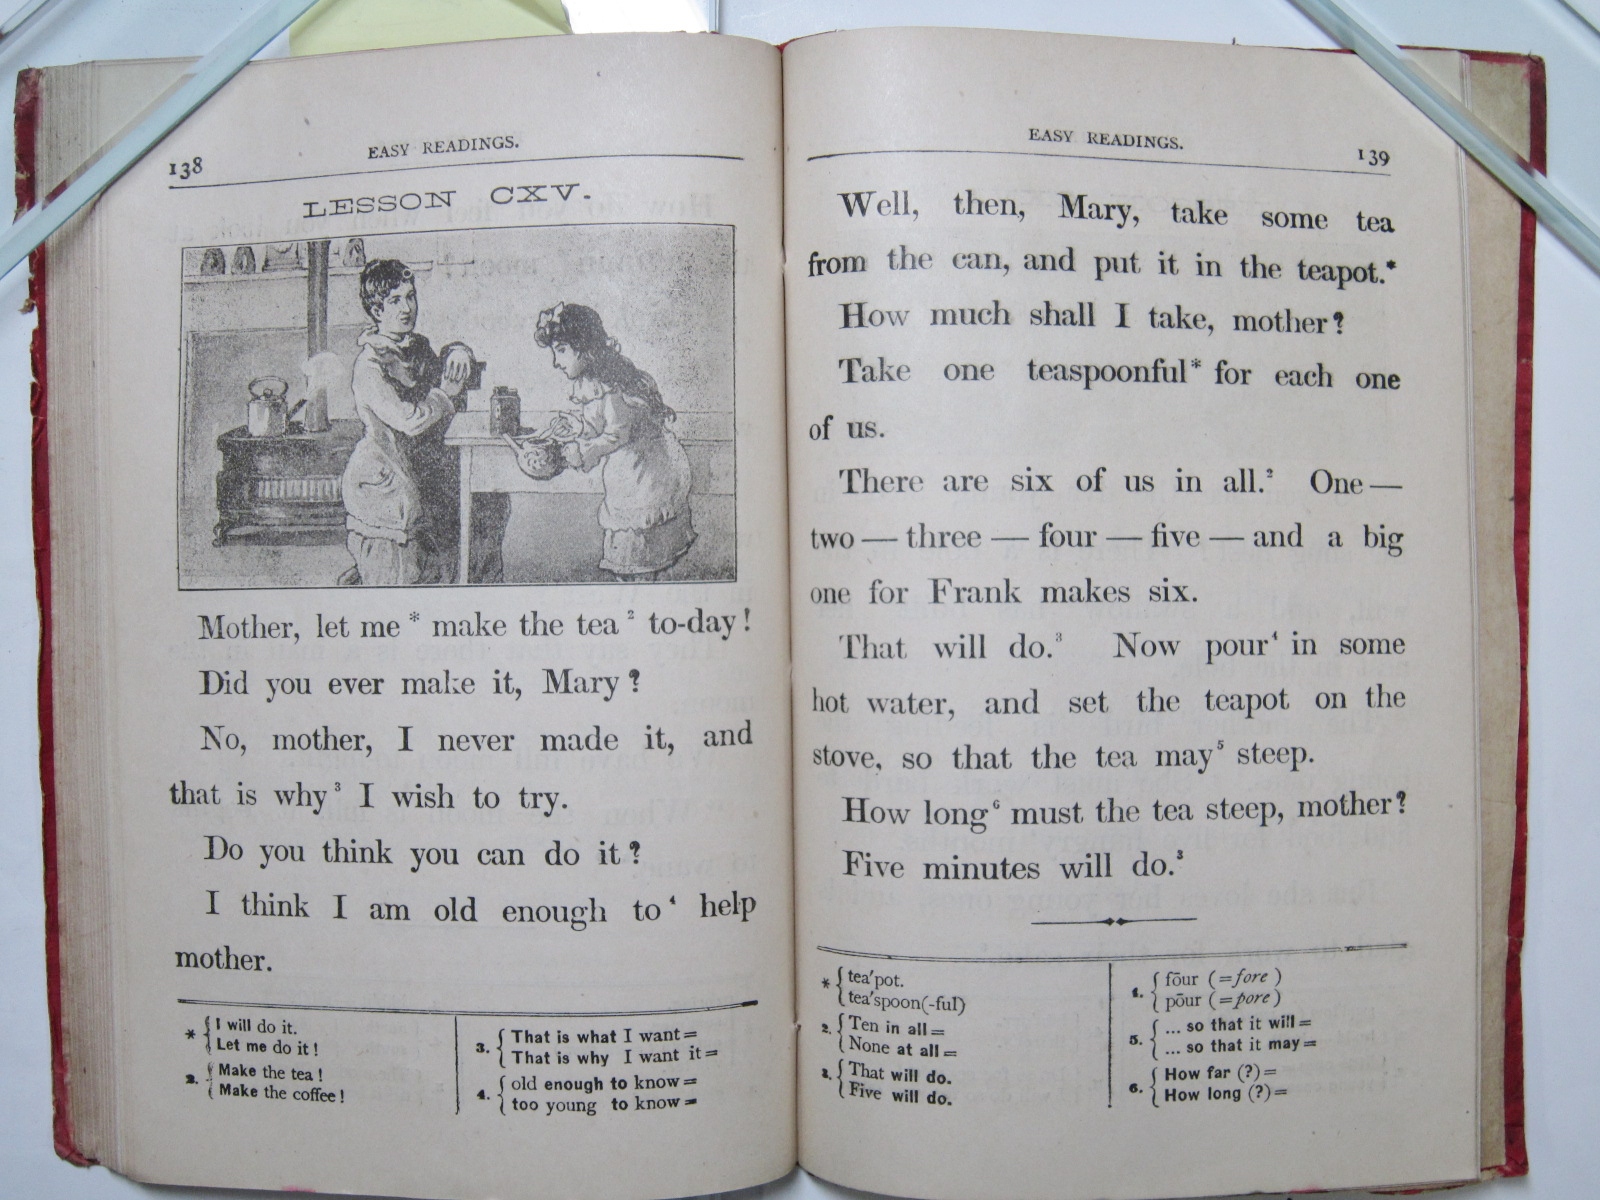 138
EASY READINGS.
LESSON CXV.
Mother, let me * make the tea ² to-day!
Did you ever make it, Mary?
No, mother, I never made it, and
that is why ³ I wish to try.
Do you think you can do it?
I think I am old enough to ⁴ help
mother.
* { I will do it.
Let me do it!
2. { Make the tea!
Make the coffee!
3. { That is what I want=
That is why I want it=
4. { old enough to know=
too young to know=
EASY READINGS.
139
Well, then, Mary, take some tea
from the can, and put it in the teapot.*
How much shall I take, mother?
Take one teaspoonful* for each one
of us.
There are six of us in all.² One—
two — three — four — five — and a big
one for Frank makes six.
That will do.³ Now pour⁴ in some
hot water, and set the teapot on the
stove, so that the tea may⁵ steep.
How long⁶ must the tea steep, mother?
Five minutes will do.³
* { tea′pot.
tea′spoon(-ful)
2. { Ten in all=
None at all=
3. { That will do.
Five will do.
4. { fōur (=fore)
pōur (=pore)
5. { ... so that it will=
... so that it may=
6. { How far (?)=
How long (?)=